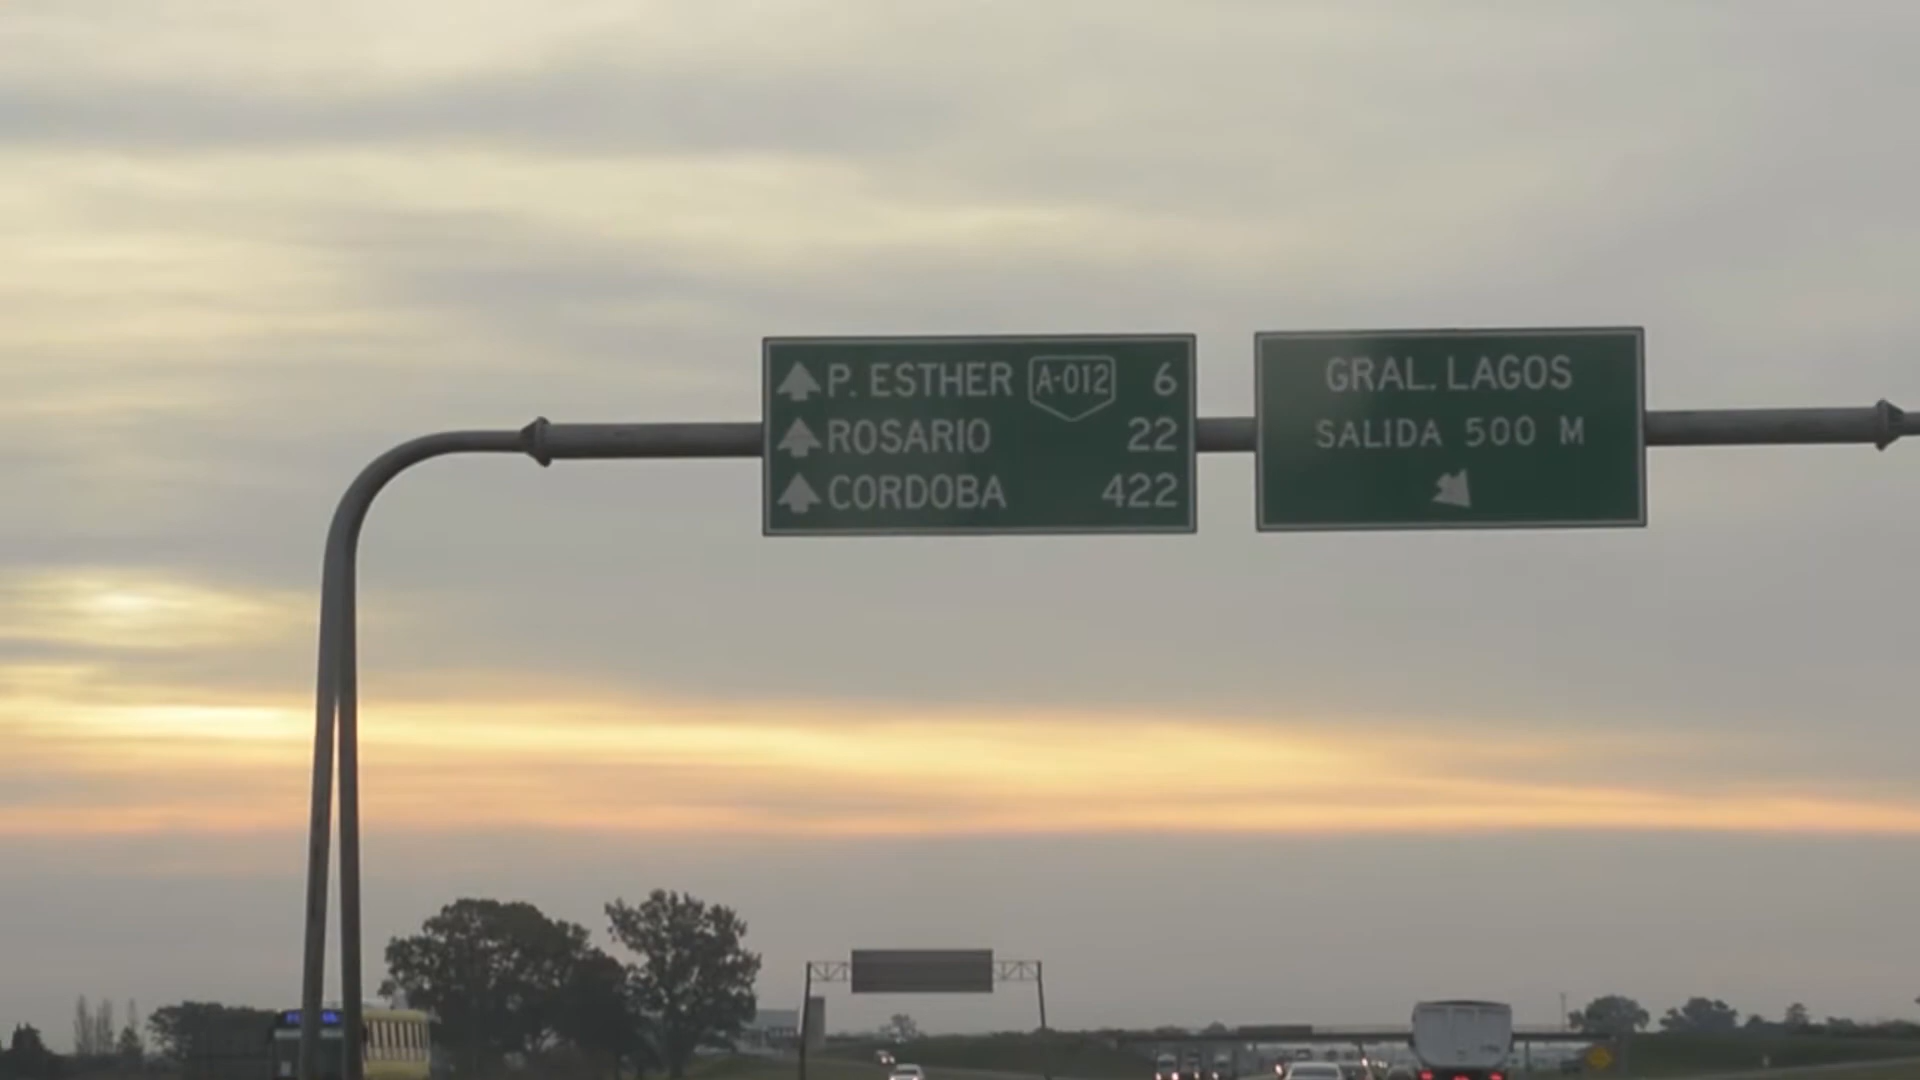 P. ESTHER A-012 6
ROSARIO 22
CORDOBA 422
GRAL. LAGOS
SALIDA 500 M